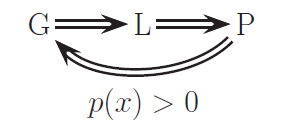 G ⟹ L ⟹ P
p(x) > 0